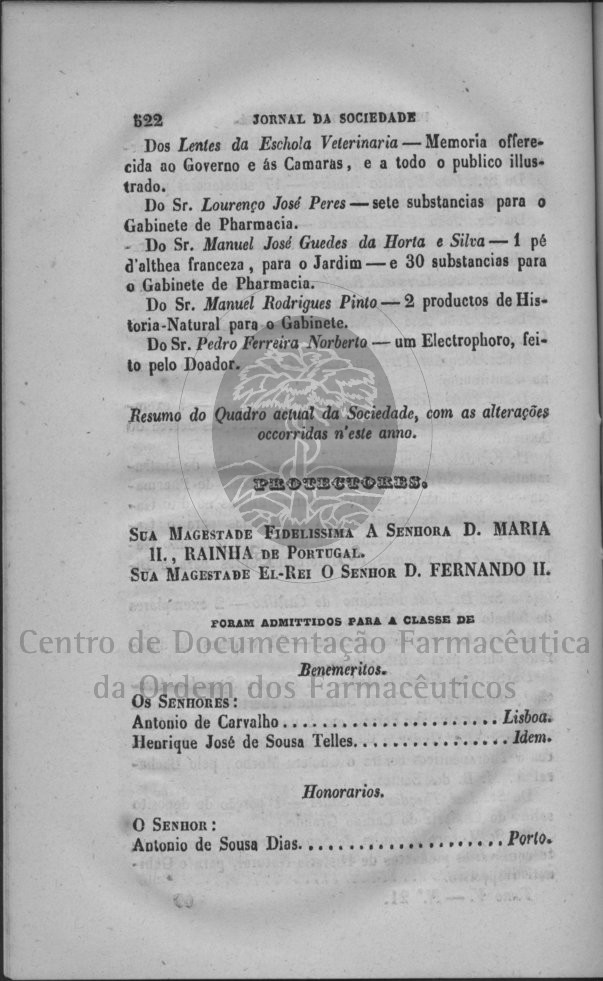 522 JORNAL DA SOCIEDADE
Dos Lentes da Eschola Veterinaria — Memoria offere-
cida ao Governo e ás Camaras, e a todo o publico illus-
trado.
Do Sr. Lourenço José Peres — sete substancias para o
Gabinete de Pharmacia.
Do Sr. Manuel José Guedes da Horta e Silva — 1 pé
d'althea franceza, para o Jardim — e 30 substancias para
o Gabinete de Pharmacia.
Do Sr. Manuel Rodrigues Pinto — 2 productos de His-
toria-Natural para o Gabinete.
Do Sr. Pedro Ferreira Norberto — um Electrophoro, fei-
to pelo Doador.
Resumo do Quadro actual da Sociedade, com as alterações
occorridas n'este anno.
PROTECTORES.
SUA MAGESTADE FIDELISSIMA A SENHORA D. MARIA
II., RAINHA DE PORTUGAL.
SUA MAGESTADE EL-REI O SENHOR D. FERNANDO II.
FORAM ADMITTIDOS PARA A CLASSE DE
Centro de Documentação Farmacêutica
da Ordem dos Farmacêuticos
Benemeritos.
OS SENHORES:
Antonio de Carvalho ...................... Lisboa.
Henrique José de Sousa Telles................ Idem.
Honorarios.
O SENHOR:
Antonio de Sousa Dias..................... Porto.